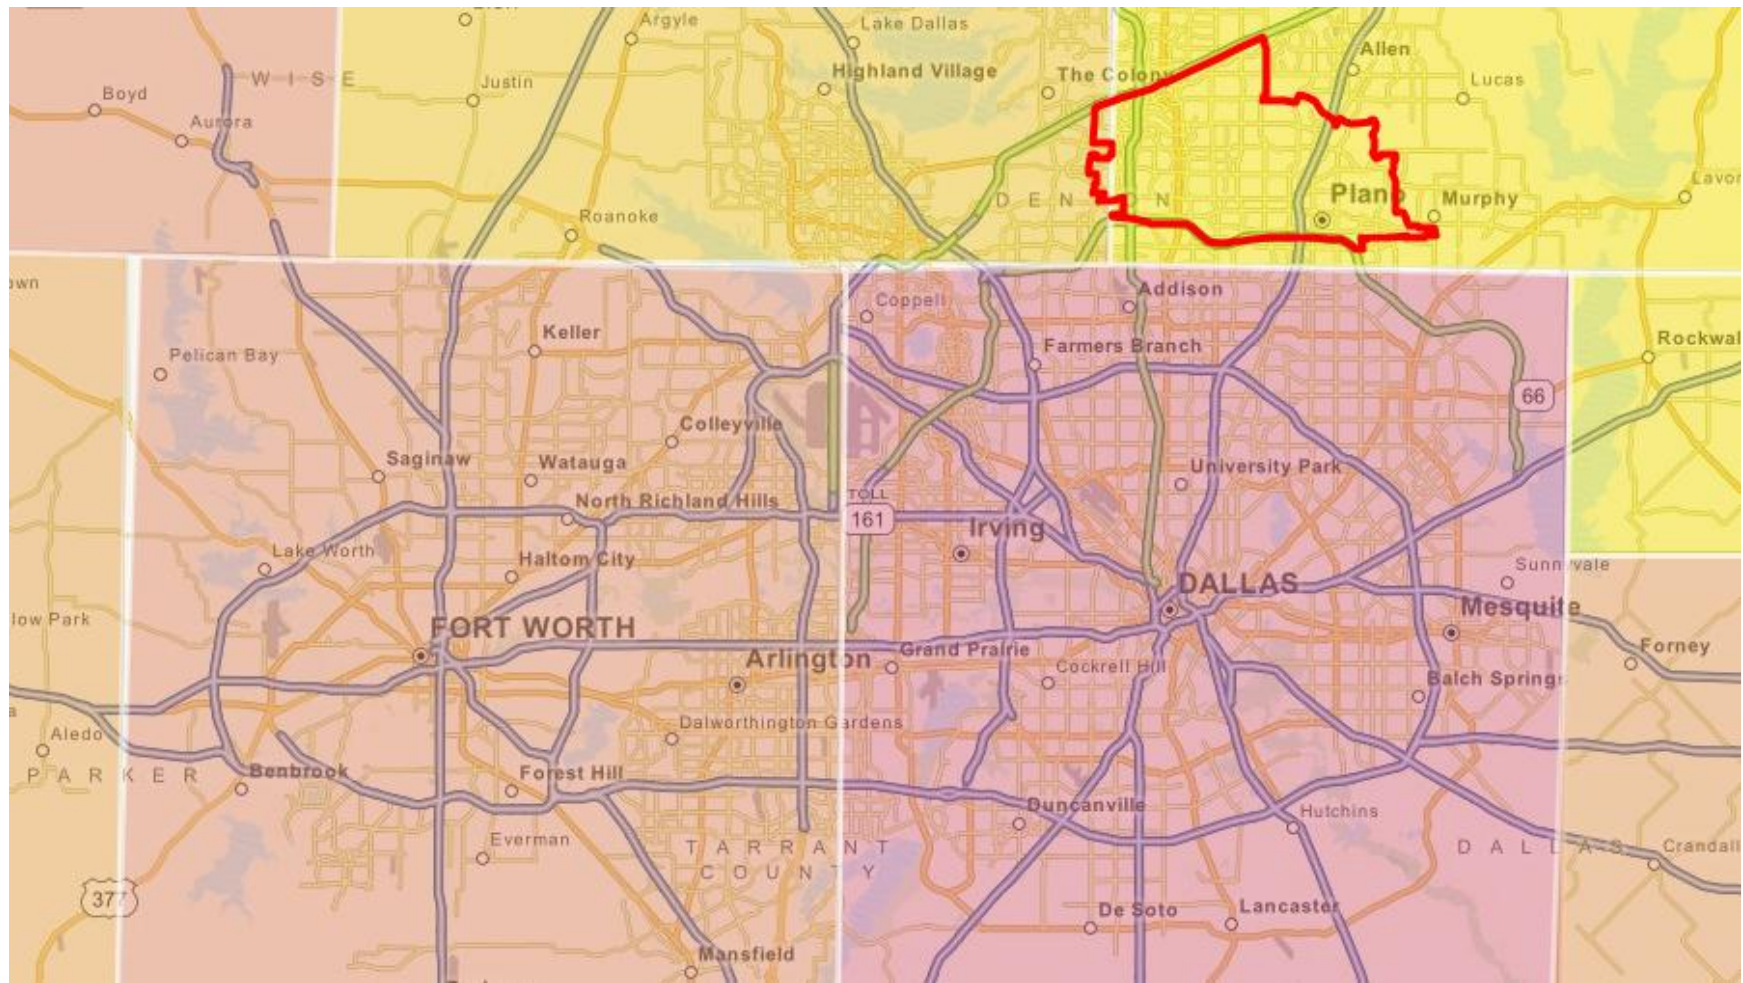 Argyle
Lake Dallas
Allen
WISE
Justin
Highland Village
The Colony
Lucas
Boyd
Aurora
Roanoke
DENTON
Plano
Murphy
Lavon
Coppell
Addison
Keller
Farmers Branch
Rockwal
Pelican Bay
66
Colleyville
Saginaw
Watauga
University Park
North Richland Hills
TOLL
161
Irving
Lake Worth
Haltom City
Sunnyvale
DALLAS
Mesquite
low Park
FORT WORTH
Arlington
Grand Prairie
Cockrell Hill
Forney
Balch Springs
Dalworthington Gardens
Aledo
PARKER
Benbrook
Forest Hill
Duncanville
Hutchins
Everman
TARRANT
COUNTY
DALLAS
Crandall
377
De Soto
Lancaster
Mansfield